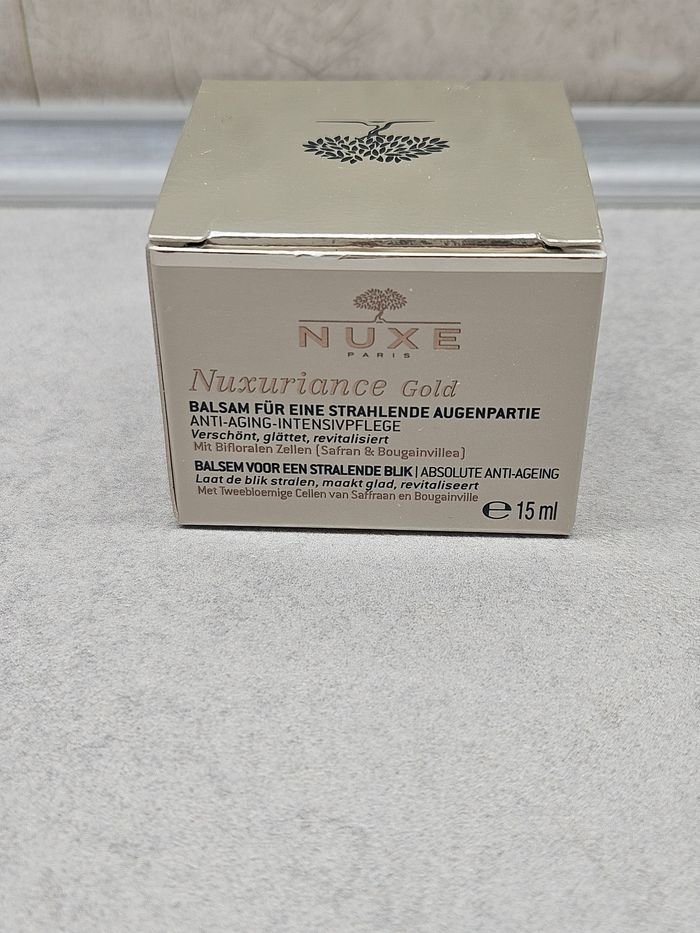 NUXE
PARIS
Nuxuriance Gold
BALSAM FÜR EINE STRAHLENDE AUGENPARTIE
ANTI-AGING-INTENSIVPFLEGE
Verschönt, glättet, revitalisiert
Mit Bifloralen Zellen (Safran & Bougainvillea)
BALSEM VOOR EEN STRALENDE BLIK | ABSOLUTE ANTI-AGEING
Laat de blik stralen, maakt glad, revitaliseert
Met Tweebloemige Cellen van Saffraan en Bougainville
℮ 15 ml